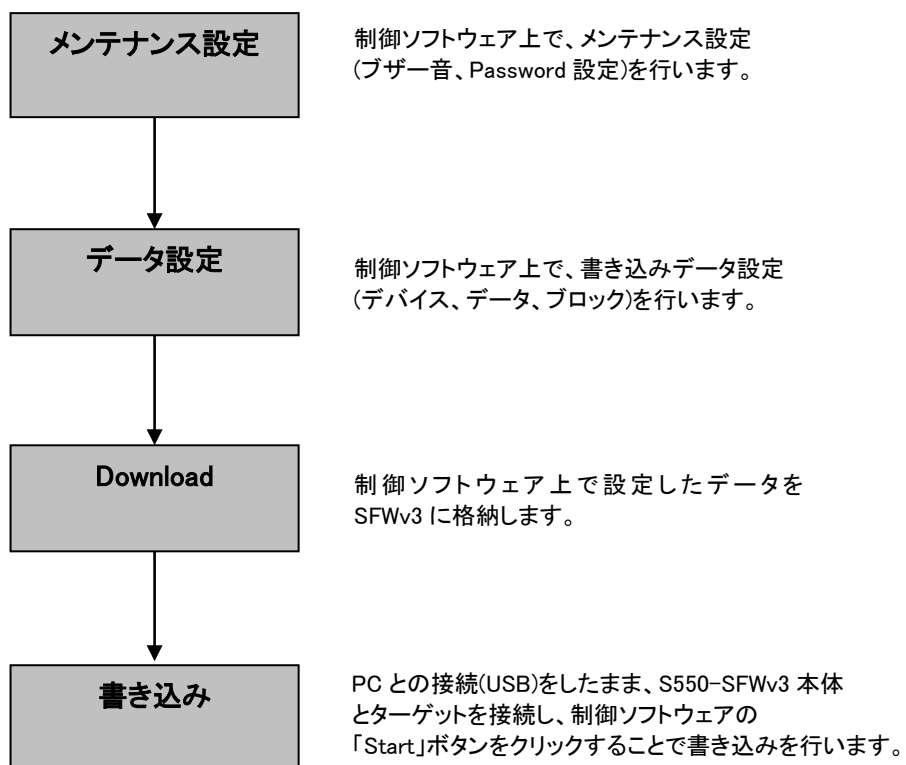 メンテナンス設定
制御ソフトウェア上で、メンテナンス設定
(ブザー音、Password 設定)を行います。
データ設定
制御ソフトウェア上で、書き込みデータ設定
(デバイス、データ、ブロック)を行います。
Download
制御ソフトウェア上で設定したデータを
SFWv3 に格納します。
書き込み
PC との接続(USB)をしたまま、S550-SFWv3 本体
とターゲットを接続し、制御ソフトウェアの
「Start」ボタンをクリックすることで書き込みを行います。